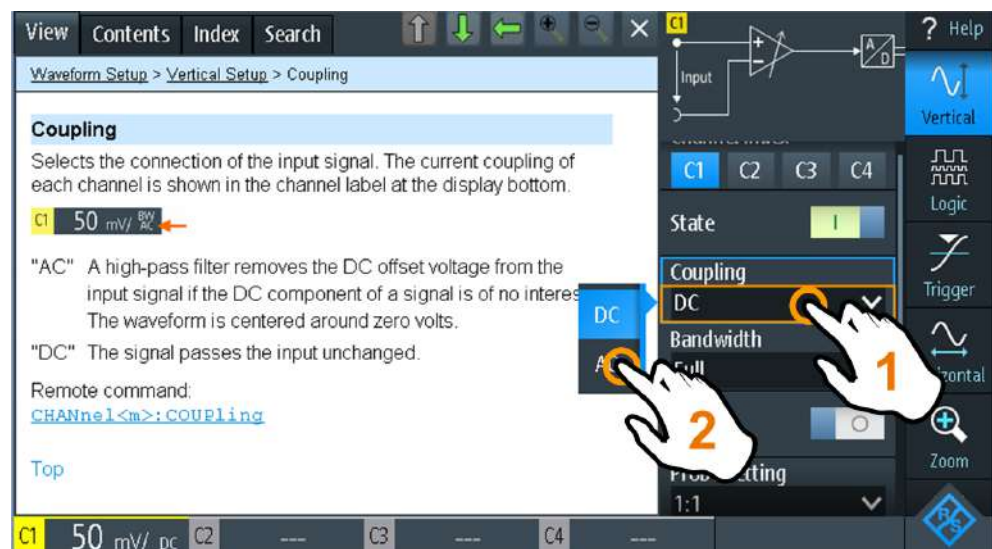 View Contents Index Search
Waveform Setup > Vertical Setup > Coupling
Coupling
Selects the connection of the input signal. The current coupling of
each channel is shown in the channel label at the display bottom.
C1 50 mV/ BW AC
"AC" A high-pass filter removes the DC offset voltage from the
input signal if the DC component of a signal is of no interes
The waveform is centered around zero volts.
"DC" The signal passes the input unchanged.
Remote command:
CHANnel<m>:COUPling
Top
DC
2
C1
Input
+
−
A/D
C1 C2 C3 C4
State
I
Coupling
DC
1
Bandwidth
Full
O
1:1
? Help
Vertical
Logic
Trigger
Zoom
R/S
C1 50 mV/ DC C2 --- C3 --- C4 ---